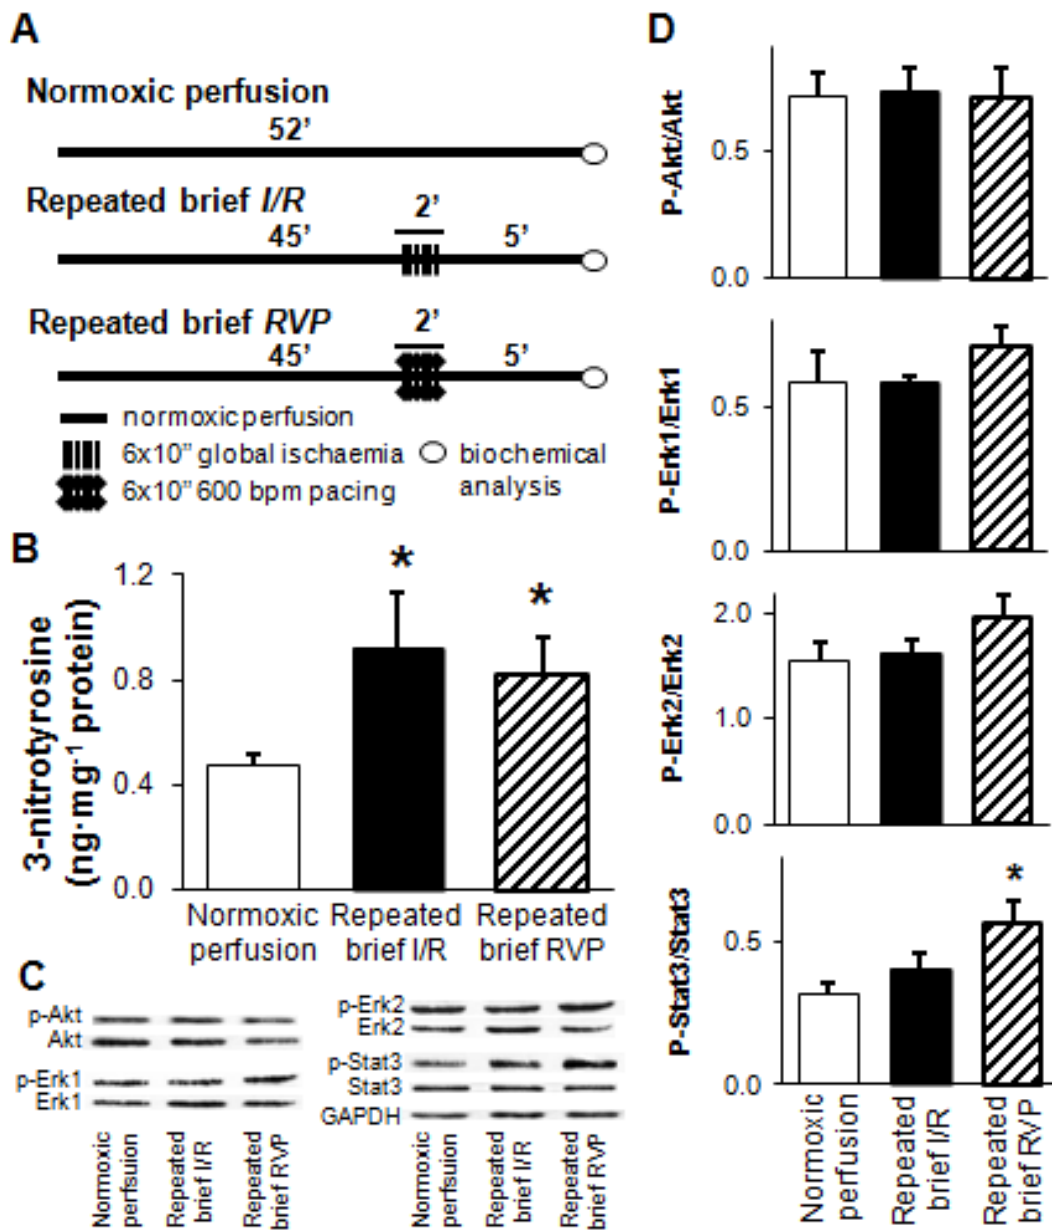 A
Normoxic perfusion
52’
Repeated brief I/R
2’
45’
5’
Repeated brief RVP
2’
45’
5’
normoxic perfusion
6x10” global ischaemia
biochemical
analysis
6x10” 600 bpm pacing
B
3-nitrotyrosine
(ng·mg⁻¹ protein)
1.2
0.8
0.4
0.0
*
*
Normoxic
perfusion
Repeated
brief I/R
Repeated
brief RVP
C
p-Akt
Akt
p-Erk1
Erk1
Normoxic
perfsuion
Repeated
brief I/R
Repeated
brief RVP
p-Erk2
Erk2
p-Stat3
Stat3
GAPDH
Normoxic
perfusion
Repeated
brief I/R
Repeated
brief RVP
D
P-Akt/Akt
0.5
0.0
P-Erk1/Erk1
0.5
0.0
P-Erk2/Erk2
2.0
1.0
0.0
P-Stat3/Stat3
0.5
0.0
*
Normoxic
perfusion
Repeated
brief I/R
Repeated
brief RVP